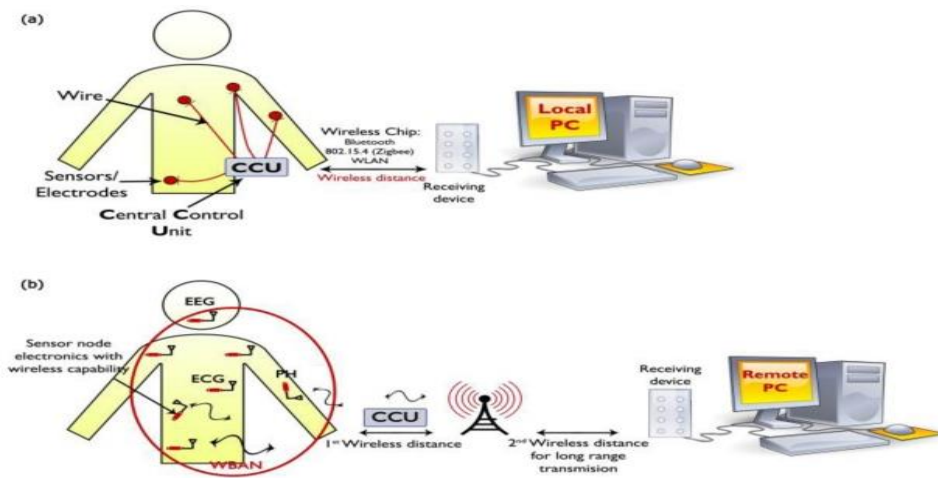 (a)
Wire
Sensors/
Electrodes
CCU
Central Control
Unit
Wireless Chip:
Bluetooth
802.15.4 (Zigbee)
WLAN
Wireless distance
Receiving
device
Local
PC
(b)
EEG
Sensor node
electronics with
wireless capability
ECG
PH
WBAN
CCU
1st Wireless distance
2nd Wireless distance
for long range
transmision
Receiving
device
Remote
PC